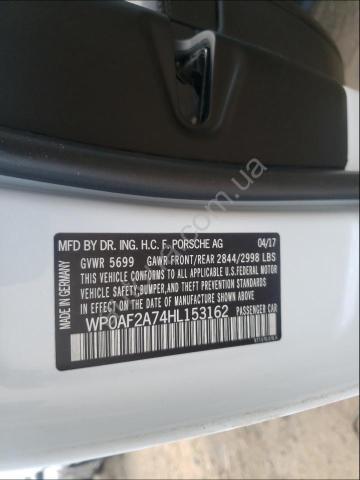 MFD BY DR. ING. H.C. F. PORSCHE AG 04/17
GVWR 5699 GAWR FRONT/REAR 2844/2998 LBS
THIS VEHICLE CONFORMS TO ALL APPLICABLE U.S. FEDERAL MOTOR VEHICLE
SAFETY, BUMPER, AND THEFT PREVENTION STANDARDS
IN EFFECT ON THE DATE OF MANUFACTURE SHOWN ABOVE.
WP0AF2A74HL153162 PASSENGER CAR
MADE IN GERMANY